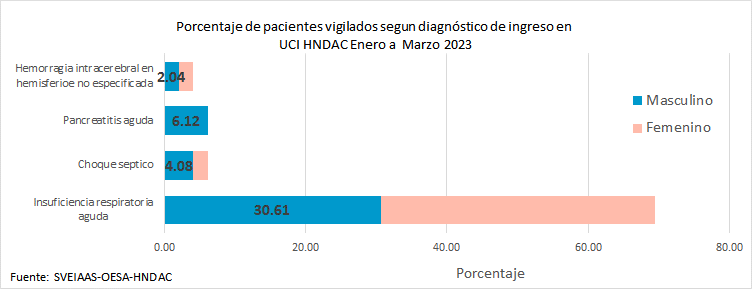 Porcentaje de pacientes vigilados segun diagnóstico de ingreso en
UCI HNDAC Enero a Marzo 2023
Hemorragia intracerebral en
hemisferioe no especificada
2.04
Masculino
Pancreatitis aguda
6.12
Femenino
Choque septico
4.08
Insuficiencia respiratoria
aguda
30.61
0.00 20.00 40.00 60.00 80.00
Porcentaje
Fuente: SVEIAAS-OESA-HNDAC